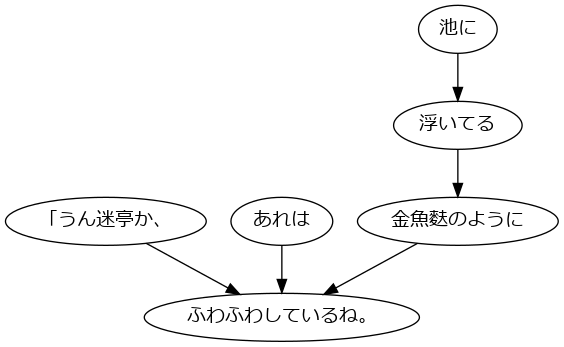 池に
浮いてる
「うん迷亭か、
あれは
金魚麩のように
ふわふわしているね。